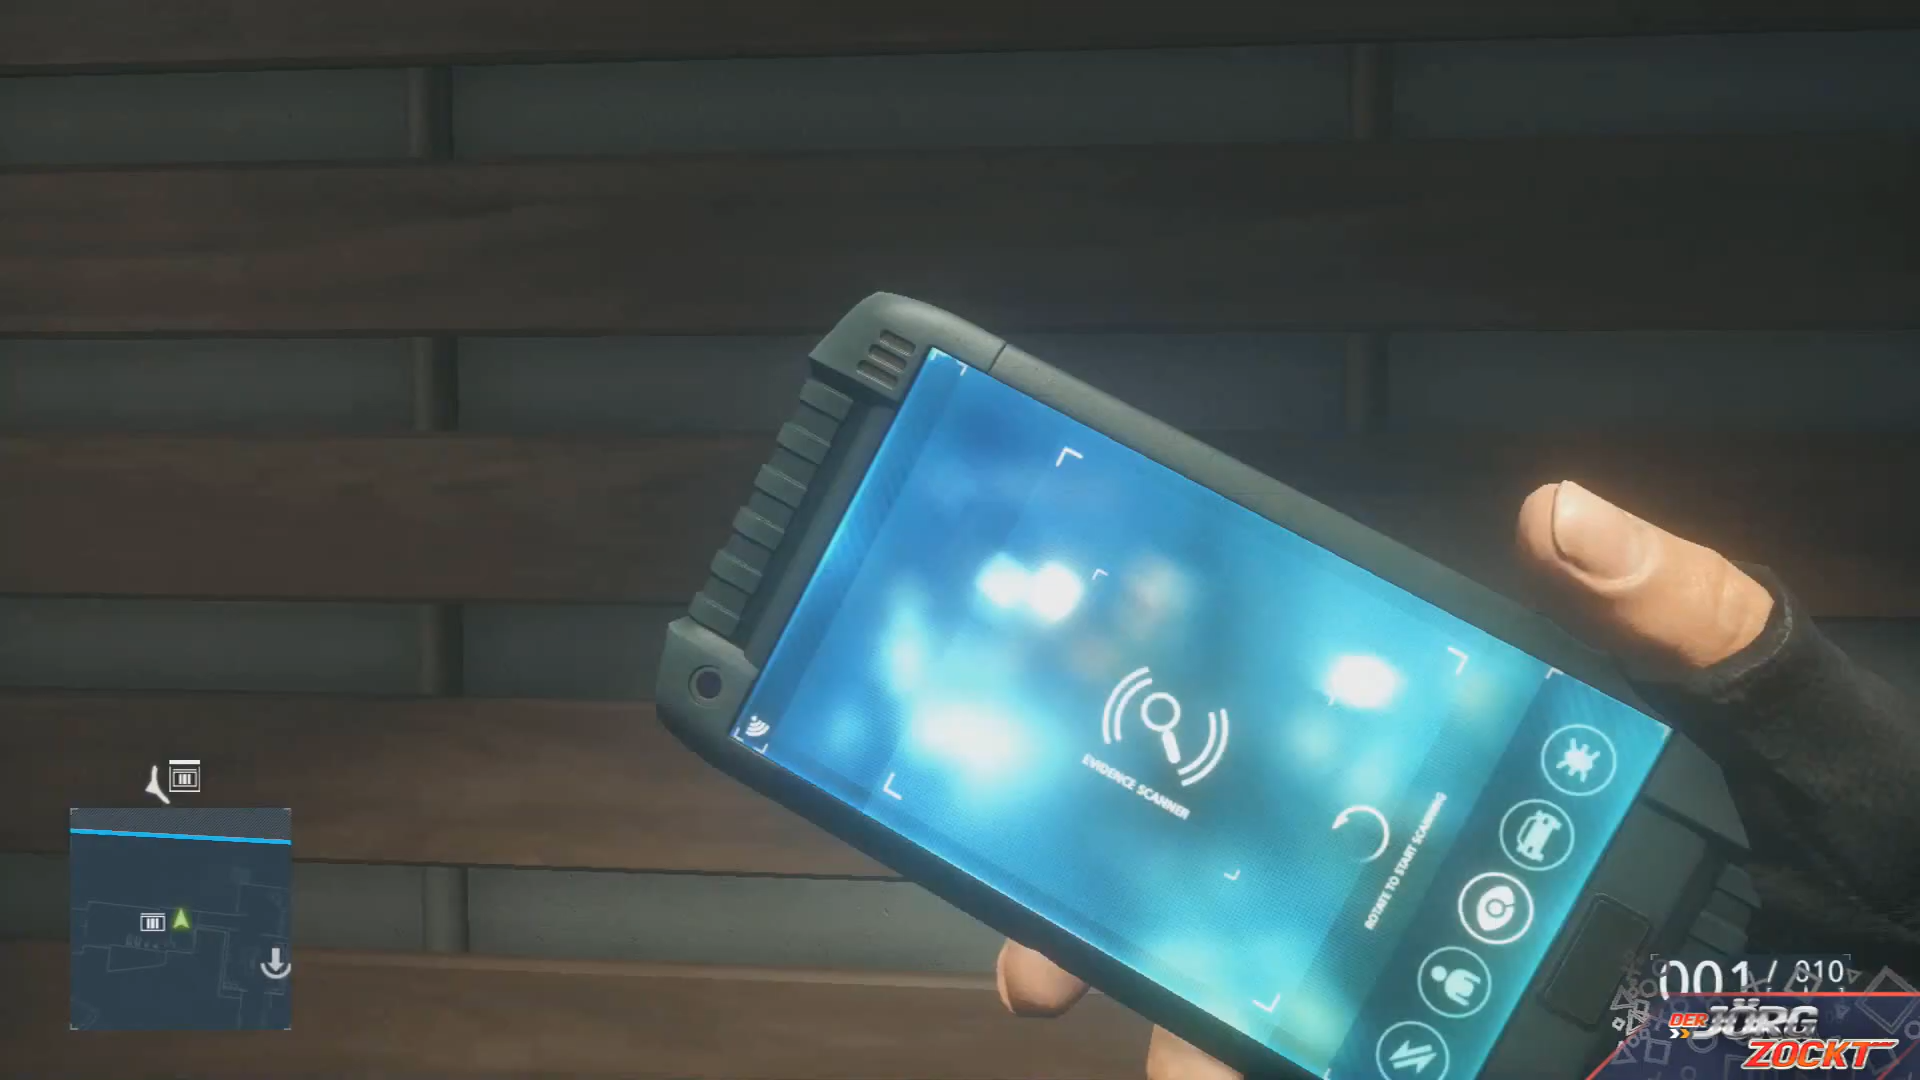 EVIDENCE SCANNER
ROTATE TO START SCANNING
001 / 010
DER JÖRG
ZOCKT